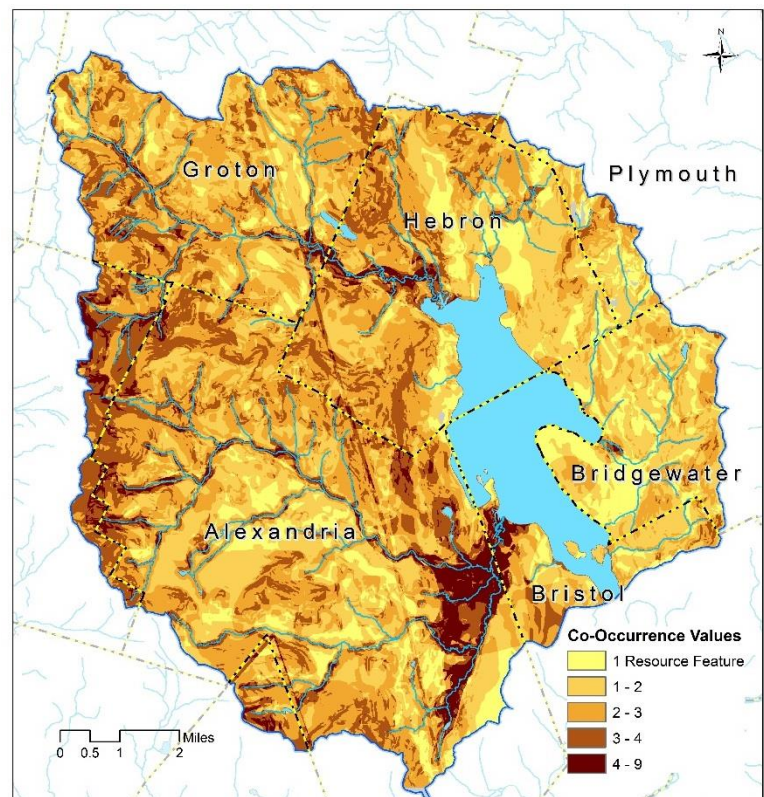 N
Groton
Plymouth
Hebron
Bridgewater
Alexandria
Bristol
Co-Occurrence Values
1 Resource Feature
1 - 2
2 - 3
3 - 4
4 - 9
Miles
0 0.5 1 2